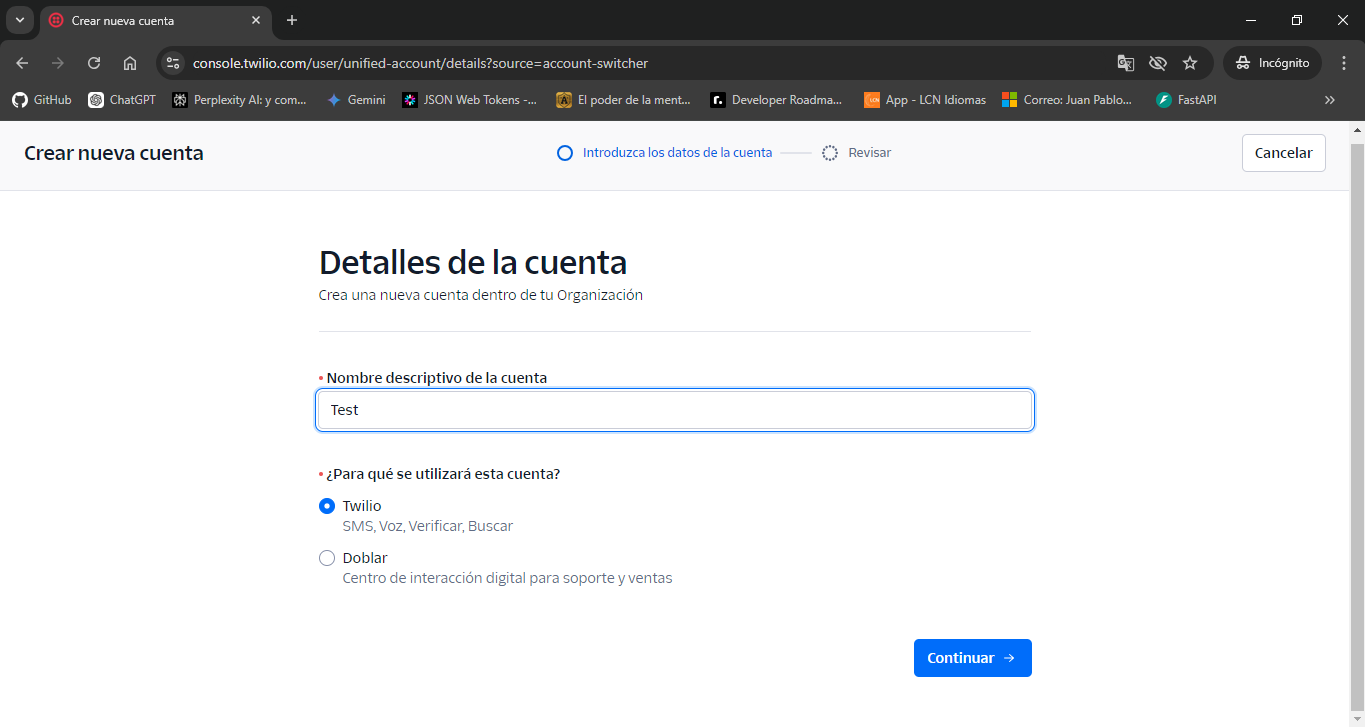 Crear nueva cuenta
console.twilio.com/user/unified-account/details?source=account-switcher
Incógnito
GitHub
ChatGPT
Perplexity AI: y com...
Gemini
JSON Web Tokens -...
El poder de la ment...
Developer Roadma...
App - LCN Idiomas
Correo: Juan Pablo...
FastAPI
Crear nueva cuenta
Introduzca los datos de la cuenta
Revisar
Cancelar
Detalles de la cuenta
Crea una nueva cuenta dentro de tu Organización
• Nombre descriptivo de la cuenta
Test
• ¿Para qué se utilizará esta cuenta?
Twilio
SMS, Voz, Verificar, Buscar
Doblar
Centro de interacción digital para soporte y ventas
Continuar →